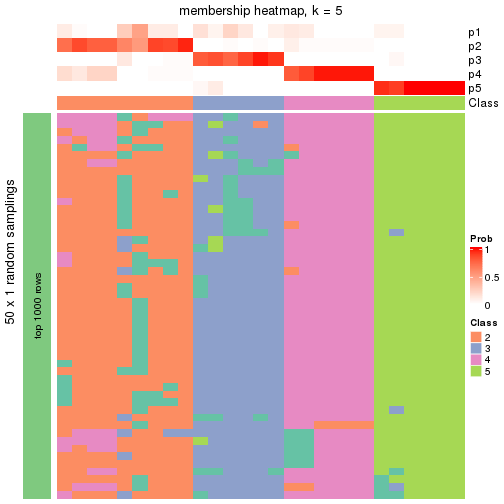 membership heatmap, k = 5
p1
p2
p3
p4
p5
Class
50 x 1 random samplings
top 1000 rows
Prob
1
0.5
0
Class
2
3
4
5